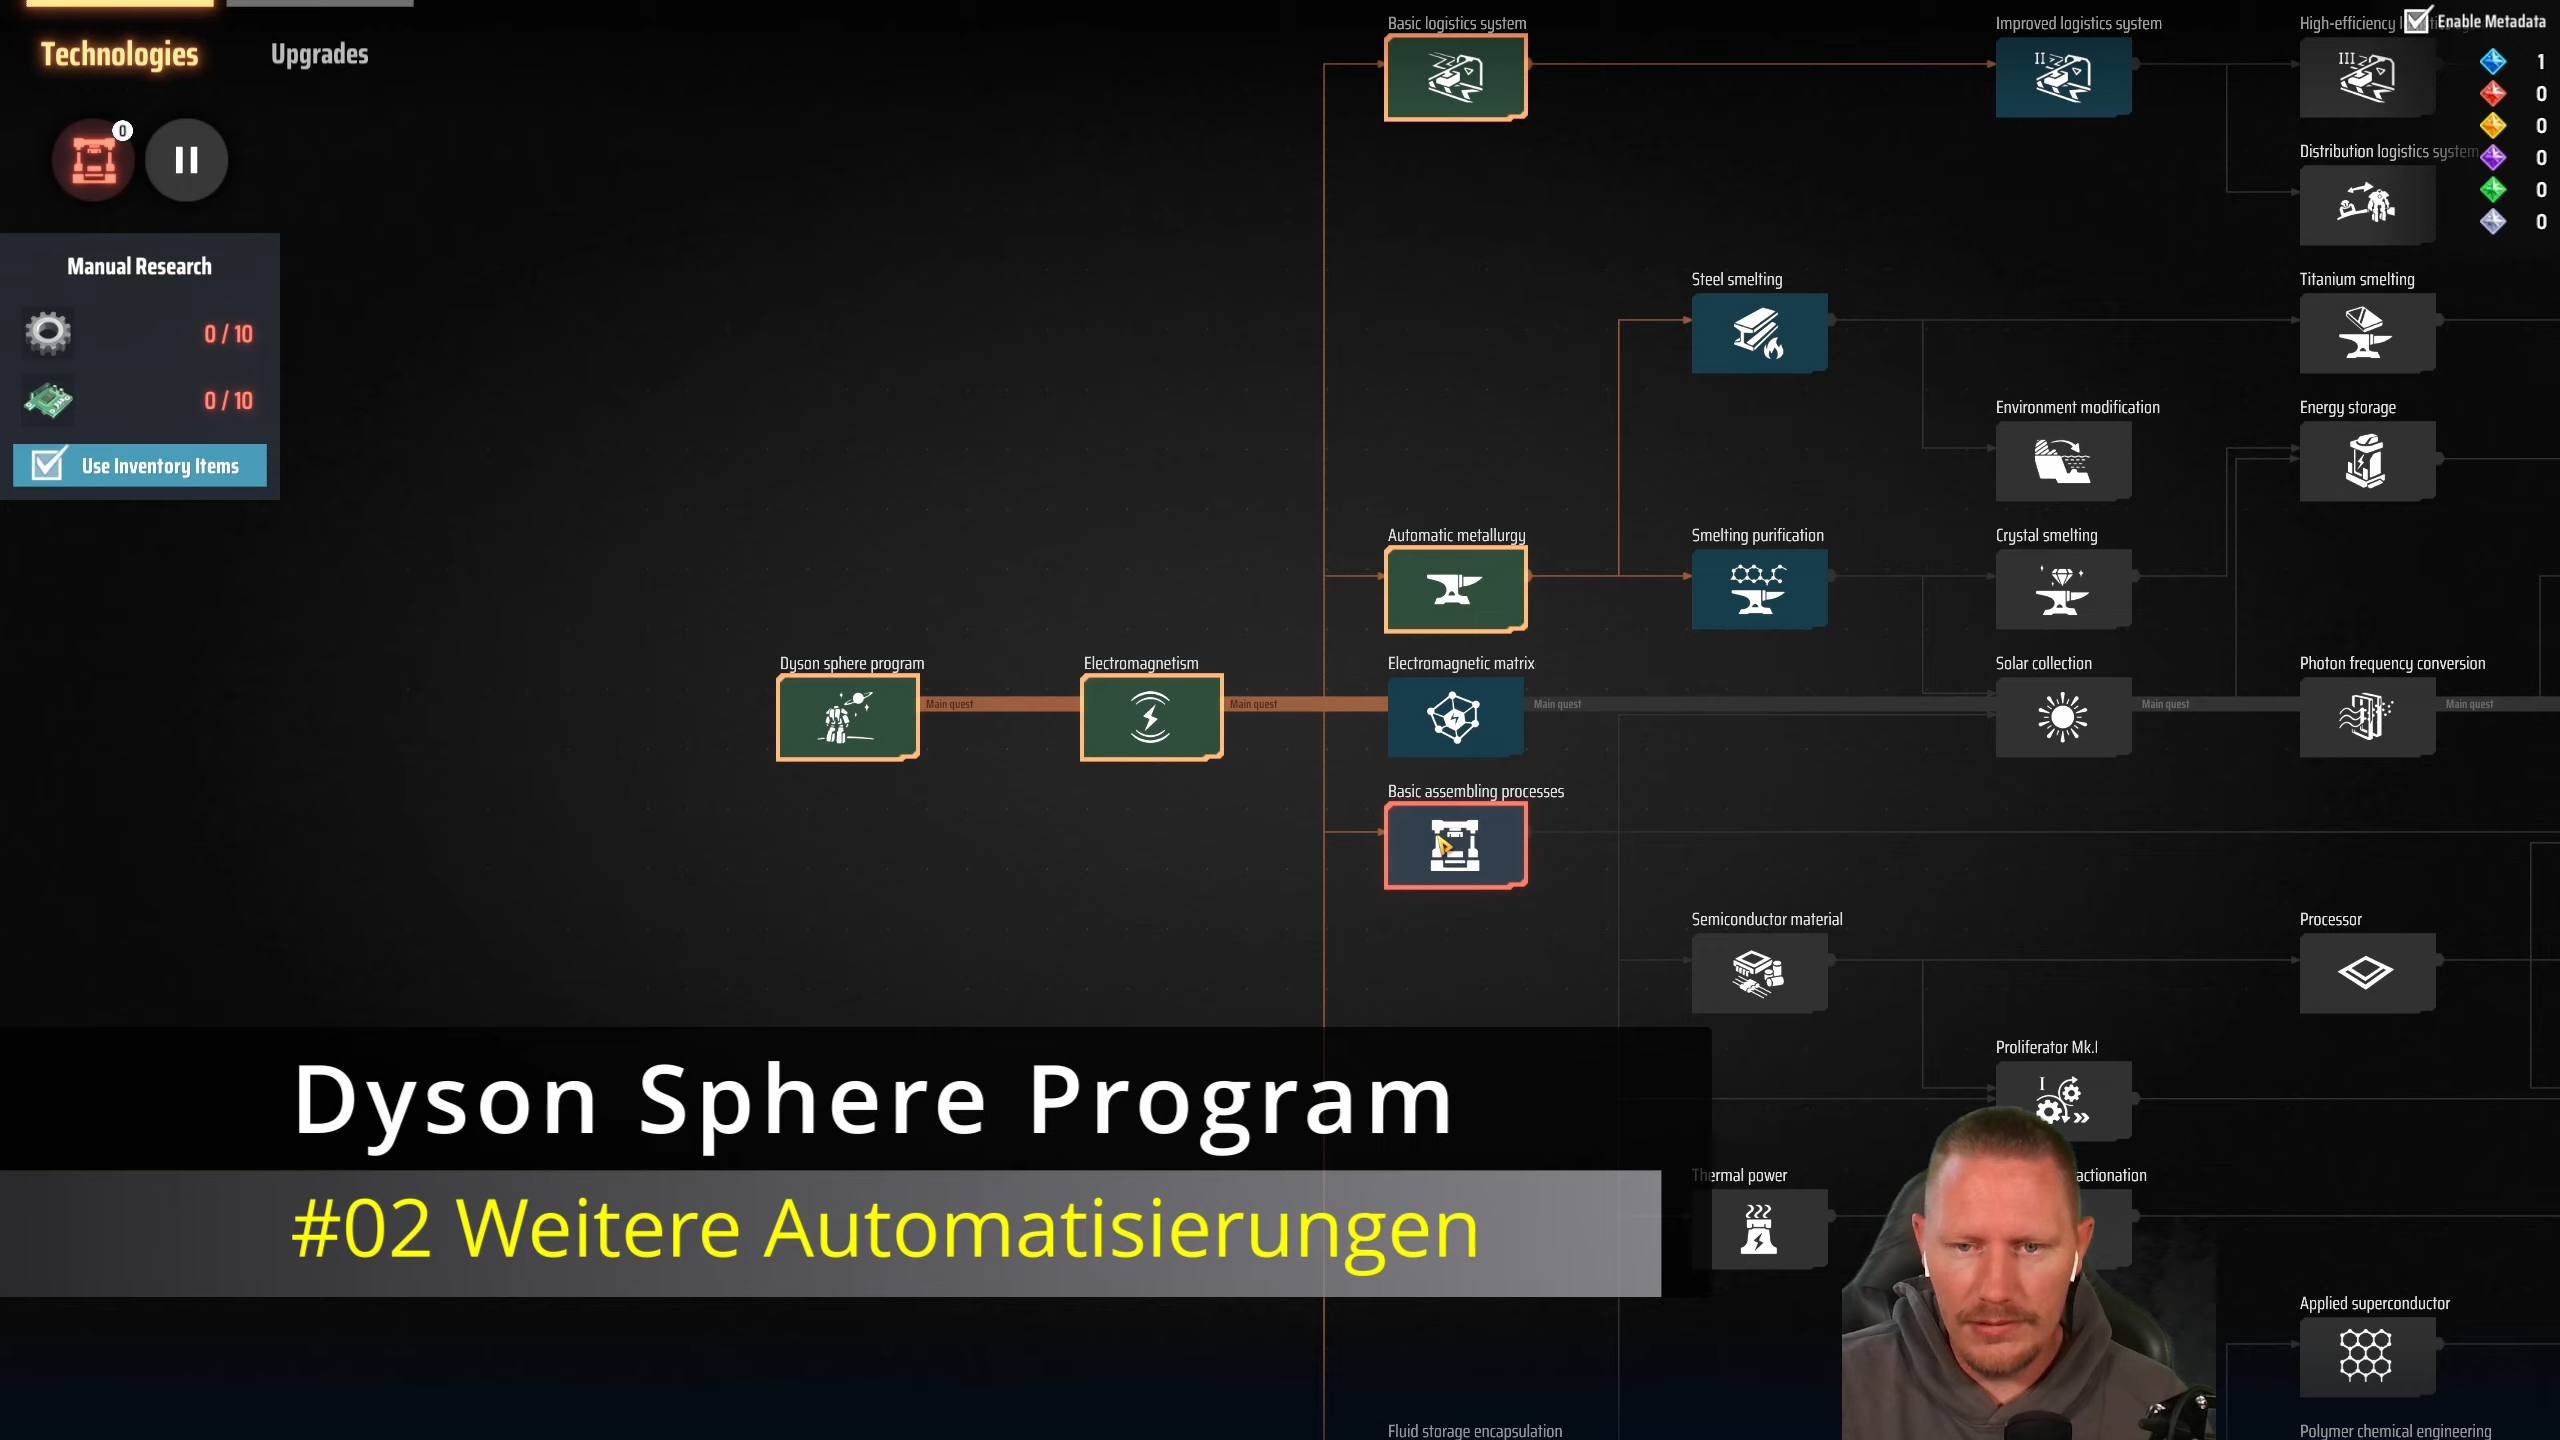 Technologies
Upgrades
0
Manual Research
0 / 10
0 / 10
Use Inventory Items
Basic logistics system
Improved logistics system
II
High-efficiency
III
Enable Metadata
1
0
0
0
0
0
Distribution logistics system
Steel smelting
Titanium smelting
Environment modification
Energy storage
Automatic metallurgy
Smelting purification
Crystal smelting
Dyson sphere program
Electromagnetism
Electromagnetic matrix
Solar collection
Photon frequency conversion
Main quest
Main quest
Main quest
Main quest
Main quest
Basic assembling processes
Semiconductor material
Processor
Proliferator Mk.I
I
Dyson Sphere Program
Thermal power
actionation
#02 Weitere Automatisierungen
Applied superconductor
Fluid storage encapsulation
Polymer chemical engineering